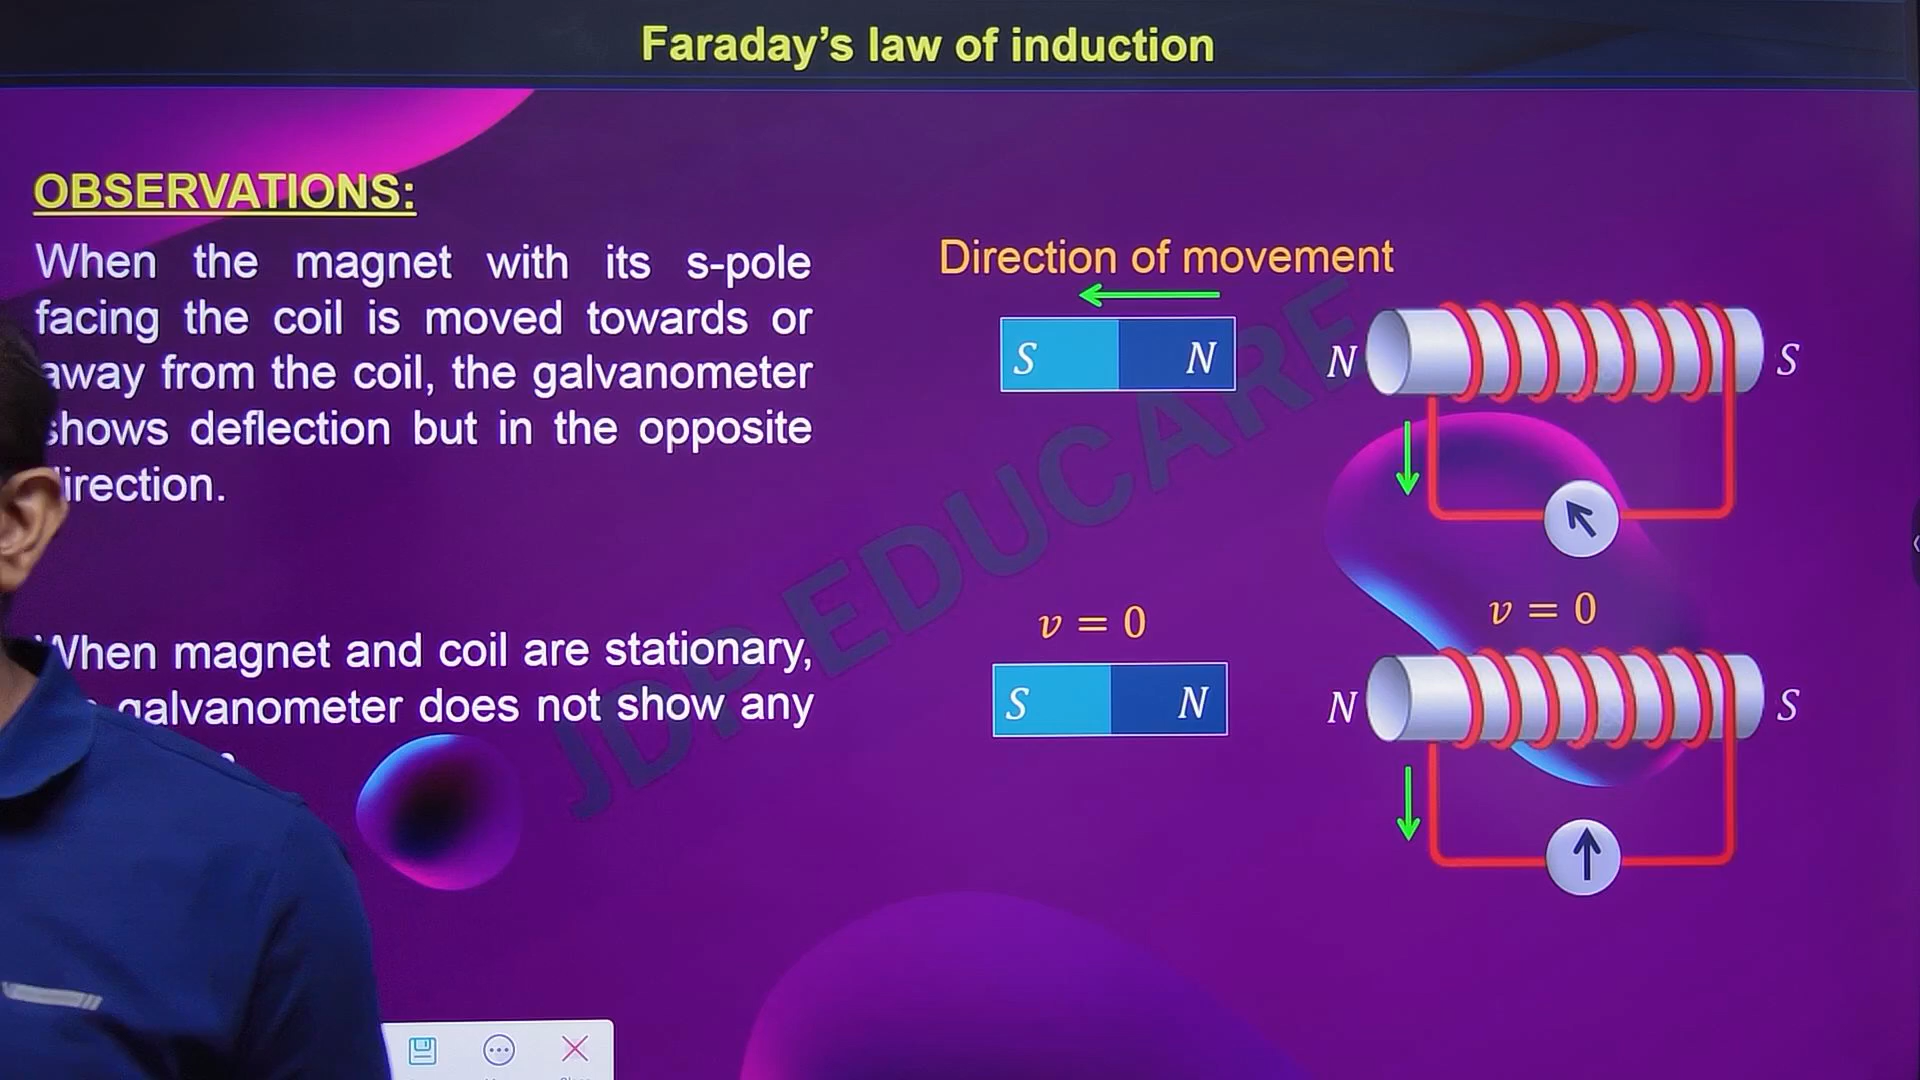 Faraday’s law of induction
OBSERVATIONS:
When the magnet with its s-pole
facing the coil is moved towards or
away from the coil, the galvanometer
shows deflection but in the opposite
direction.
When magnet and coil are stationary,
galvanometer does not show any
Direction of movement
S N
N S
v = 0
v = 0
S N
N S
JDP EDUCARE